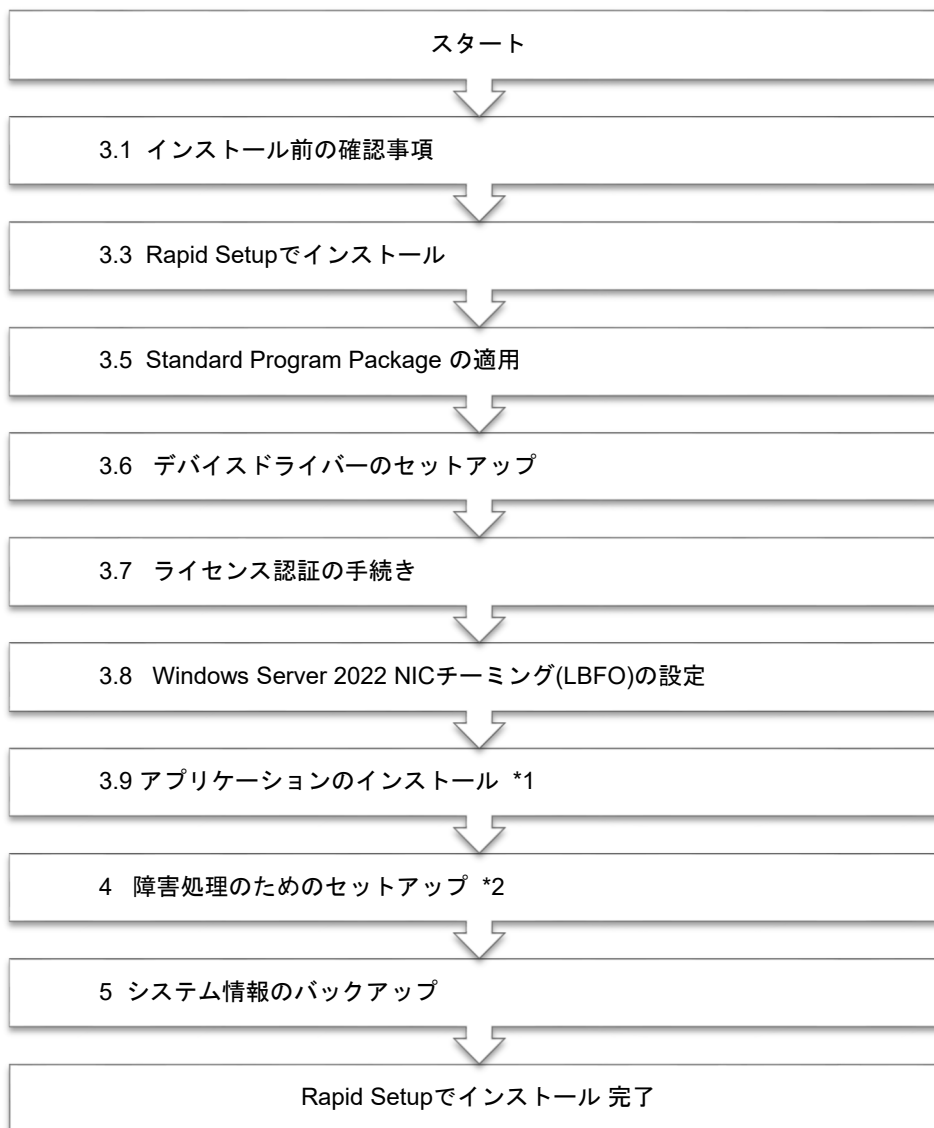 スタート
3.1 インストール前の確認事項
3.3 Rapid Setupでインストール
3.5 Standard Program Package の適用
3.6 デバイスドライバーのセットアップ
3.7 ライセンス認証の手続き
3.8 Windows Server 2022 NICチーミング(LBFO)の設定
3.9 アプリケーションのインストール *1
4 障害処理のためのセットアップ *2
5 システム情報のバックアップ
Rapid Setupでインストール 完了